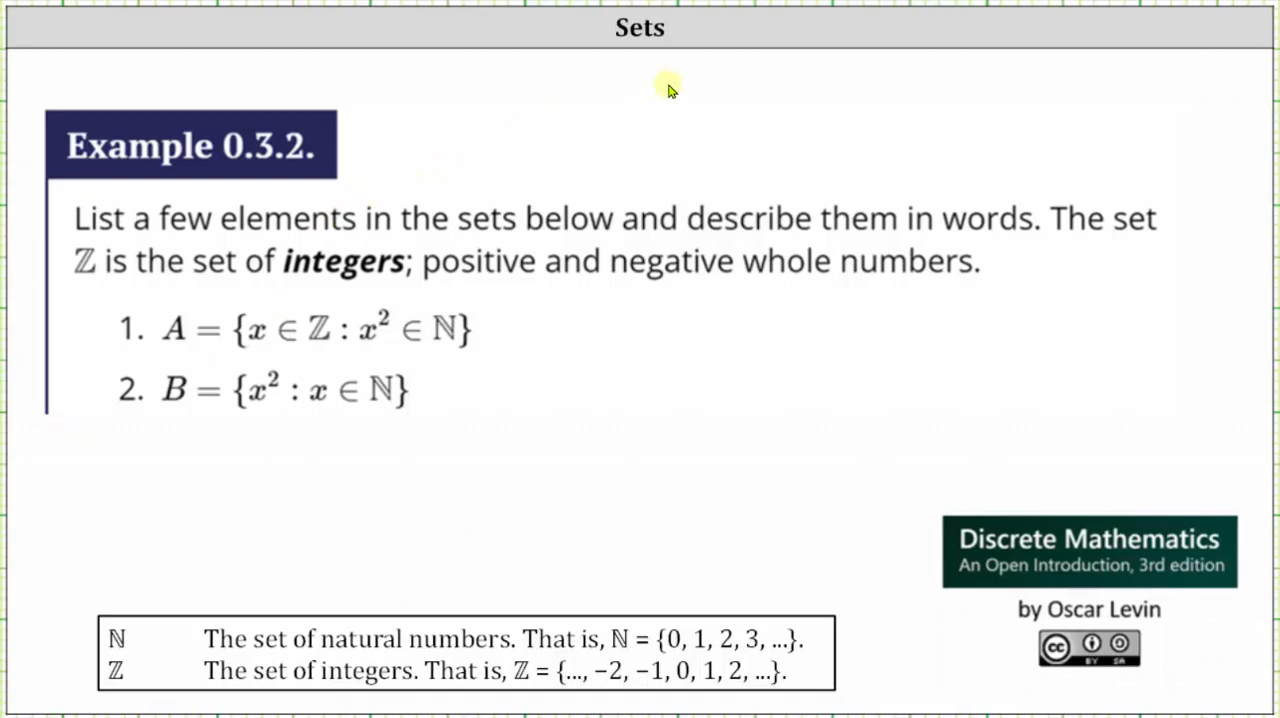 Sets
Example 0.3.2.
List a few elements in the sets below and describe them in words. The set
ℤ is the set of integers; positive and negative whole numbers.
1. A = {x ∈ ℤ : x² ∈ ℕ}
2. B = {x² : x ∈ ℕ}
Discrete Mathematics
An Open Introduction, 3rd edition
by Oscar Levin
cc
BY SA
ℕ The set of natural numbers. That is, ℕ = {0, 1, 2, 3, ...}.
ℤ The set of integers. That is, ℤ = {..., −2, −1, 0, 1, 2, ...}.